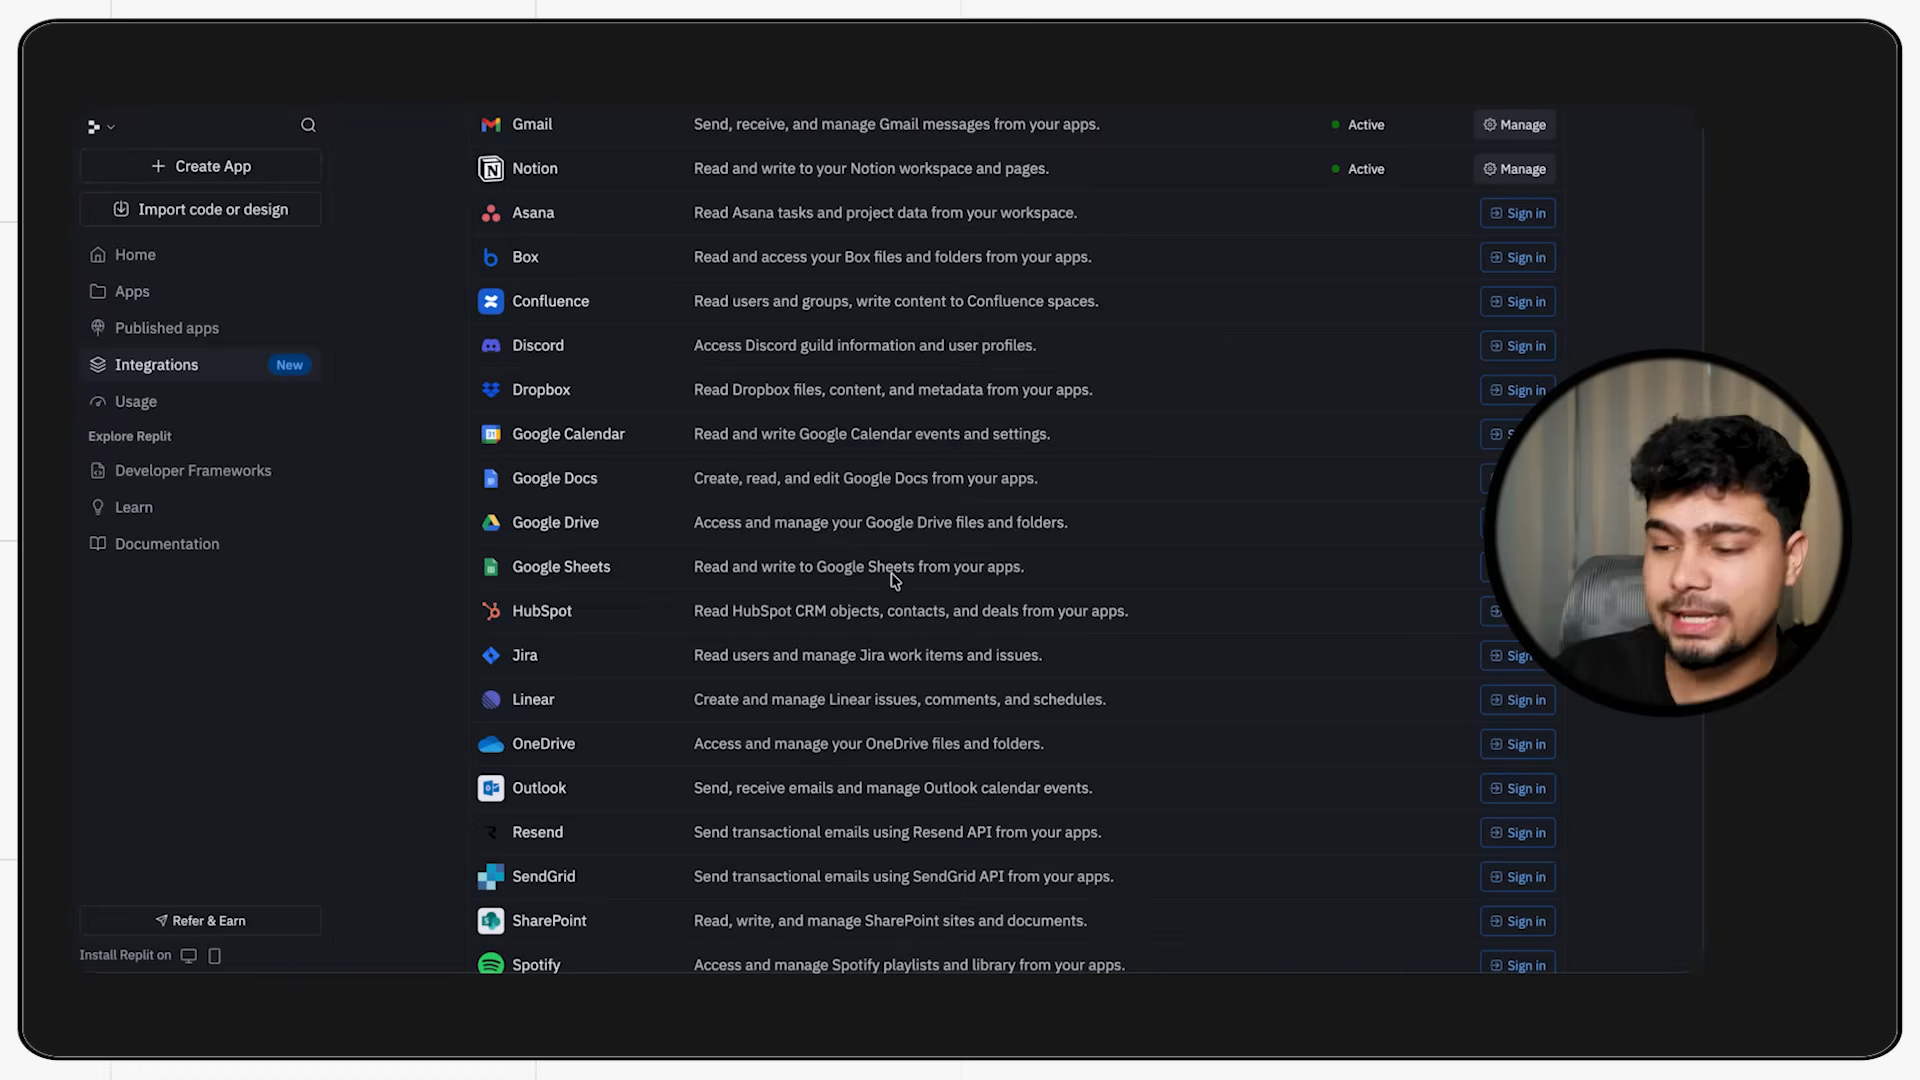 Create App
Import code or design
Home
Apps
Published apps
Integrations New
Usage
Explore Replit
Developer Frameworks
Learn
Documentation
Refer & Earn
Install Replit on
Gmail Send, receive, and manage Gmail messages from your apps. Active Manage
Notion Read and write to your Notion workspace and pages. Active Manage
Asana Read Asana tasks and project data from your workspace. Sign in
Box Read and access your Box files and folders from your apps. Sign in
Confluence Read users and groups, write content to Confluence spaces. Sign in
Discord Access Discord guild information and user profiles. Sign in
Dropbox Read Dropbox files, content, and metadata from your apps. Sign in
Google Calendar Read and write Google Calendar events and settings.
Google Docs Create, read, and edit Google Docs from your apps.
Google Drive Access and manage your Google Drive files and folders.
Google Sheets Read and write to Google Sheets from your apps.
HubSpot Read HubSpot CRM objects, contacts, and deals from your apps.
Jira Read users and manage Jira work items and issues.
Linear Create and manage Linear issues, comments, and schedules. Sign in
OneDrive Access and manage your OneDrive files and folders. Sign in
Outlook Send, receive emails and manage Outlook calendar events. Sign in
Resend Send transactional emails using Resend API from your apps. Sign in
SendGrid Send transactional emails using SendGrid API from your apps. Sign in
SharePoint Read, write, and manage SharePoint sites and documents. Sign in
Spotify Access and manage Spotify playlists and library from your apps. Sign in